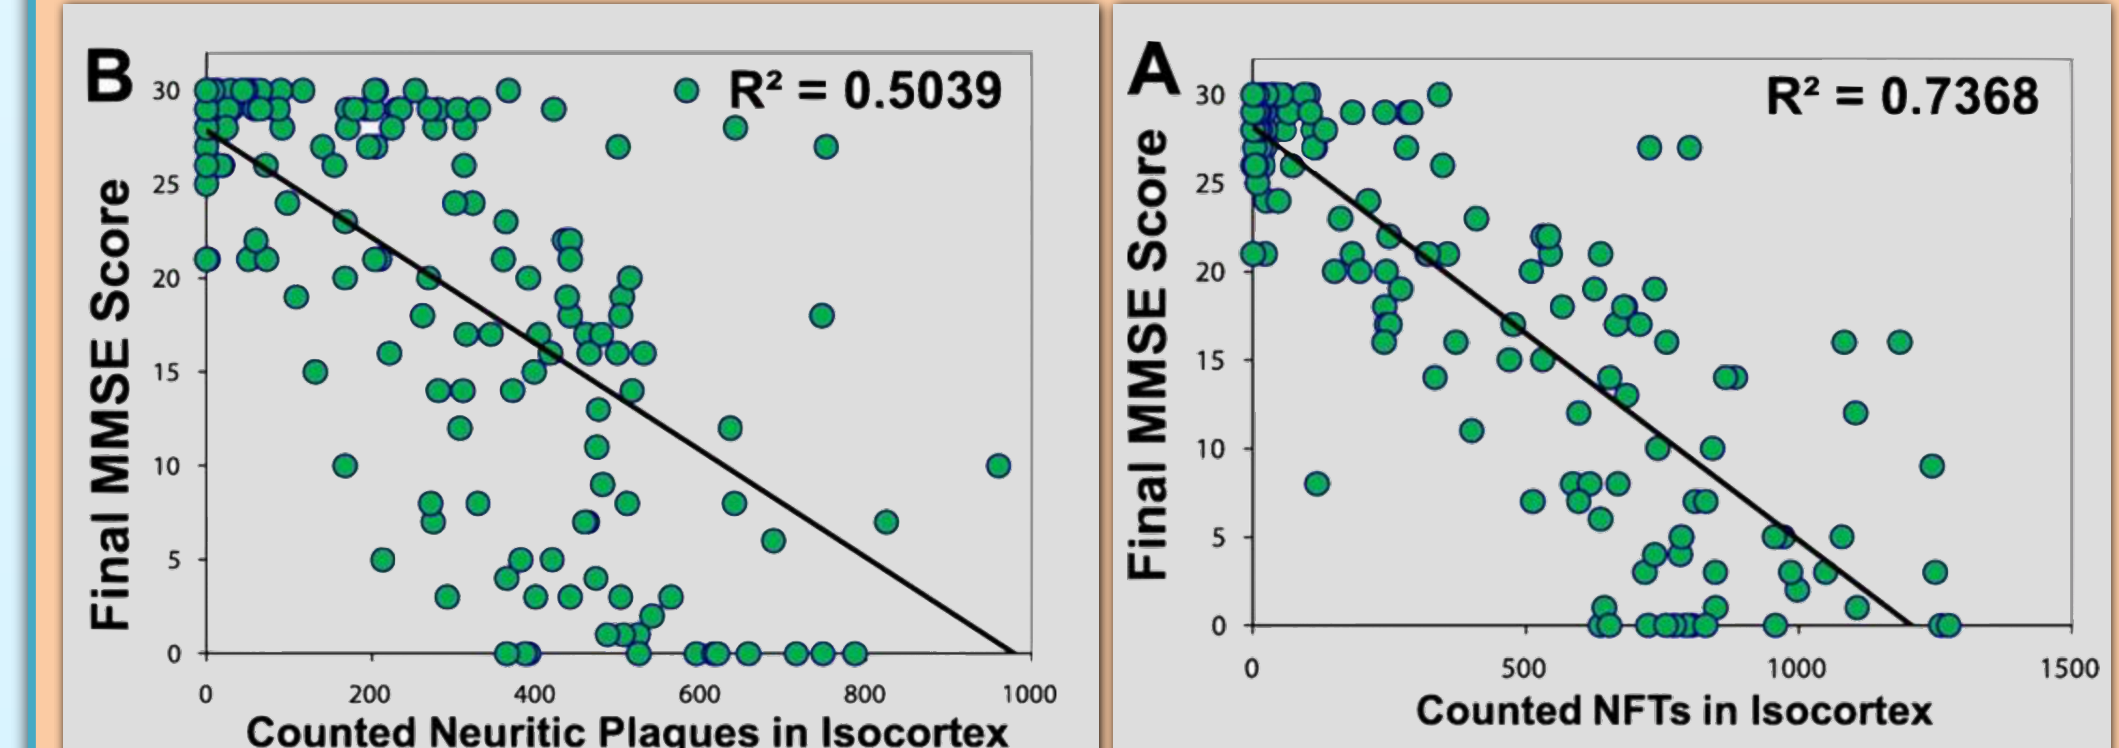 B
R² = 0.5039
Final MMSE Score
30
25
20
15
10
5
0
0 200 400 600 800 1000
Counted Neuritic Plaques in Isocortex
A
R² = 0.7368
Final MMSE Score
30
25
20
15
10
5
0
0 500 1000 1500
Counted NFTs in Isocortex